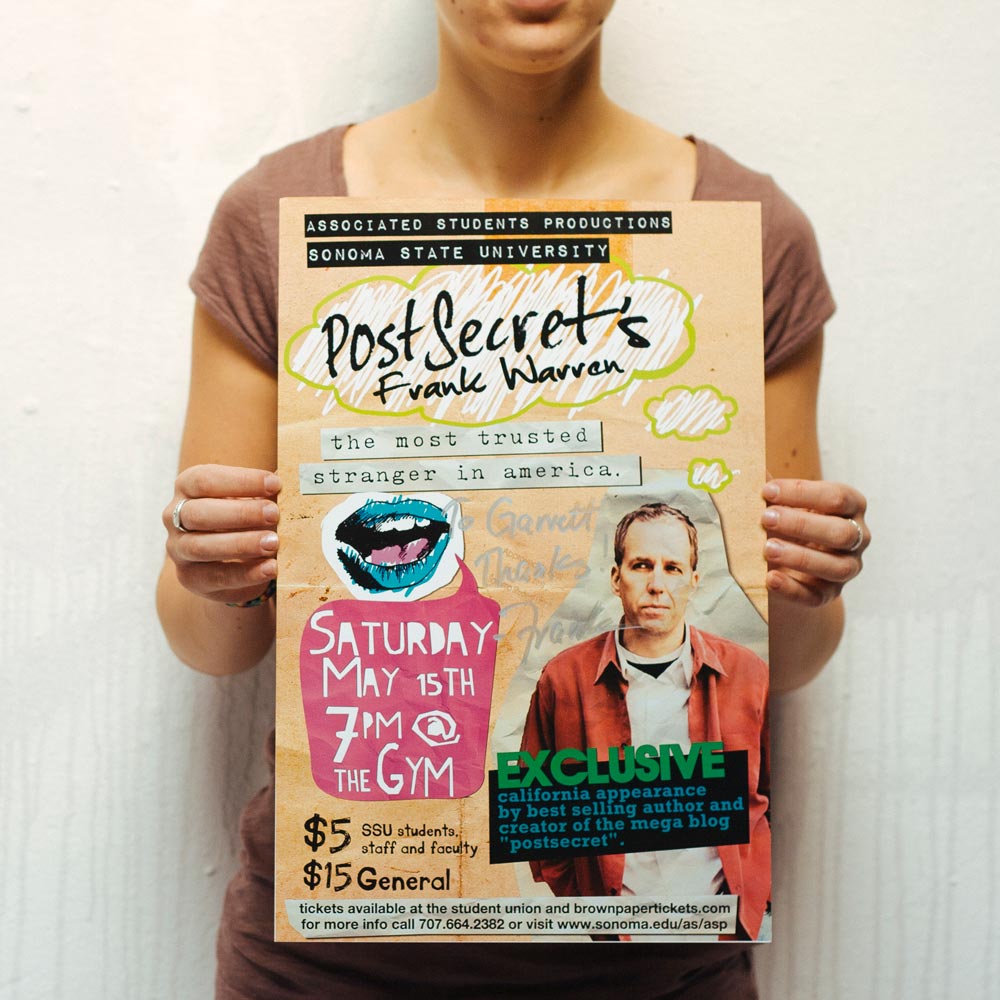 ASSOCIATED STUDENTS PRODUCTIONS
SONOMA STATE UNIVERSITY
PostSecret's
Frank Warren
the most trusted
stranger in america.
To Garrett
Thanks!
- Frank
SATURDAY
MAY 15TH
7PM @
THE GYM
EXCLUSIVE
california appearance
by best selling author and
creator of the mega blog
"postsecret".
$5 SSU students,
staff and faculty
$15 General
tickets available at the student union and brownpapertickets.com
for more info call 707.664.2382 or visit www.sonoma.edu/as/asp